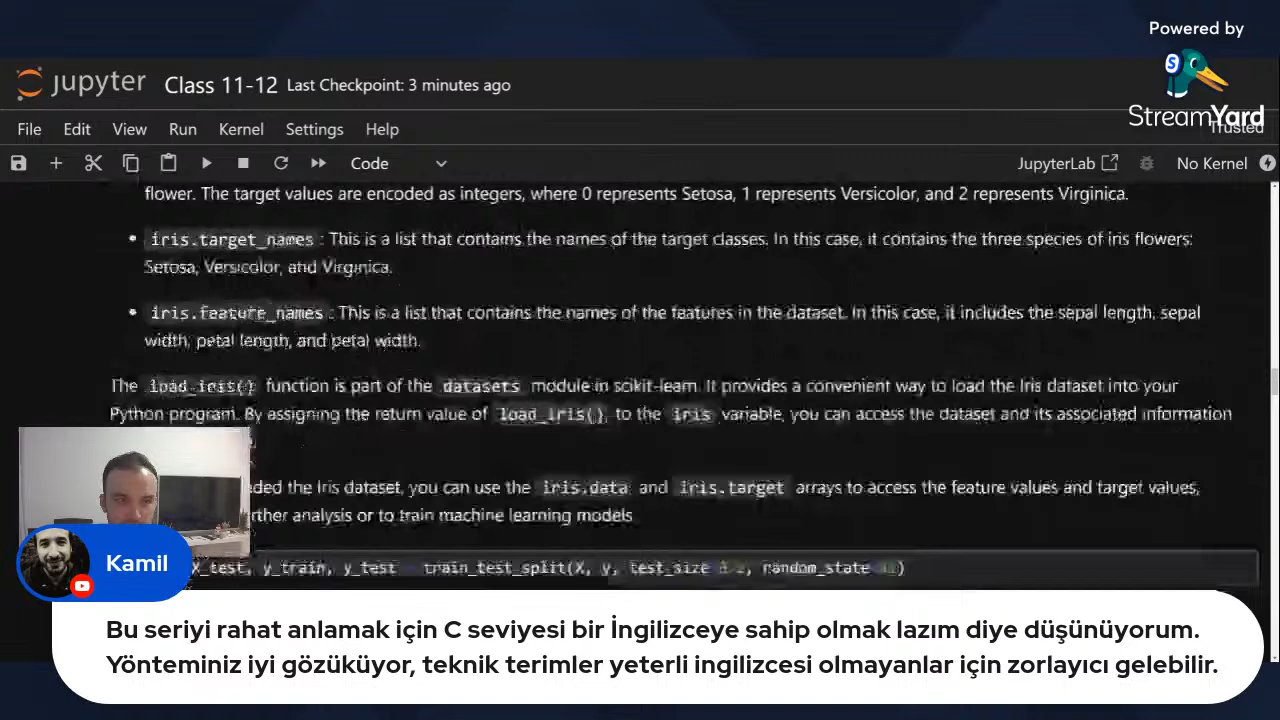 Powered by
StreamYard
jupyter Class 11-12 Last Checkpoint: 3 minutes ago
Trusted
File Edit View Run Kernel Settings Help
Code JupyterLab No Kernel
flower. The target values are encoded as integers, where 0 represents Setosa, 1 represents Versicolor, and 2 represents Virginica.
iris.target_names : This is a list that contains the names of the target classes. In this case, it contains the three species of iris flowers:
Setosa, Versicolor, and Virginica.
iris.feature_names : This is a list that contains the names of the features in the dataset. In this case, it includes the sepal length, sepal
width, petal length, and petal width.
The load_iris() function is part of the datasets module in scikit-learn. It provides a convenient way to load the Iris dataset into your
Python program. By assigning the return value of load_iris() to the iris variable, you can access the dataset and its associated information
the Iris dataset, you can use the iris.data and iris.target arrays to access the feature values and target values,
analysis or to train machine learning models
X_test, y_train, y_test = train_test_split(X, y, test_size random_state
Kamil
Bu seriyi rahat anlamak için C seviyesi bir İngilizceye sahip olmak lazım diye düşünüyorum.
Yönteminiz iyi gözüküyor, teknik terimler yeterli ingilizcesi olmayanlar için zorlayıcı gelebilir.